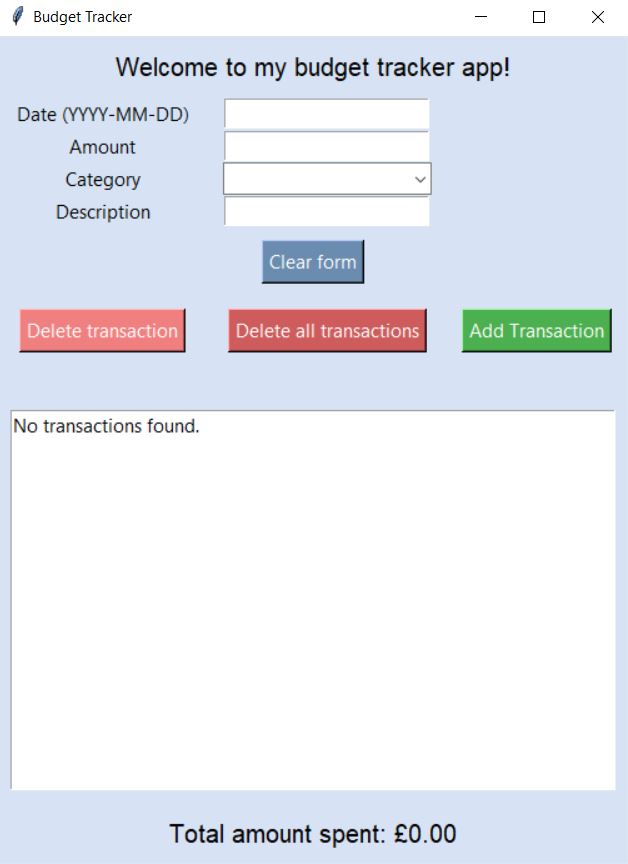 Budget Tracker
Welcome to my budget tracker app!
Date (YYYY-MM-DD)
Amount
Category
Description
Clear form
Delete transaction Delete all transactions Add Transaction
No transactions found.
Total amount spent: £0.00